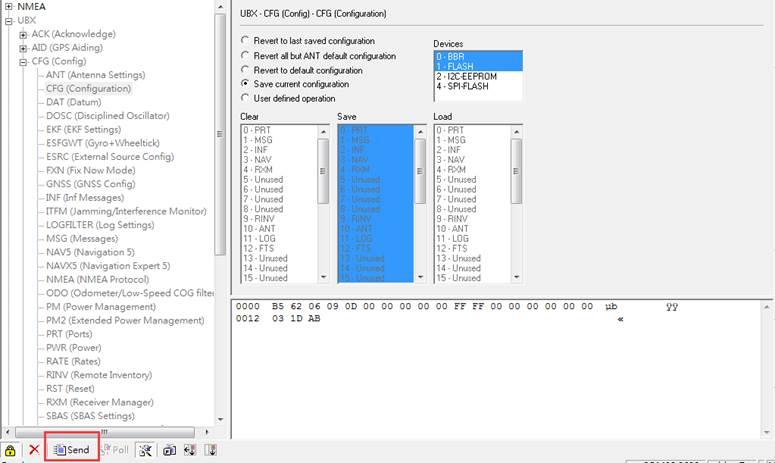 NMEA
UBX
ACK (Acknowledge)
AID (GPS Aiding)
CFG (Config)
ANT (Antenna Settings)
CFG (Configuration)
DAT (Datum)
DOSC (Disciplined Oscillator)
EKF (EKF Settings)
ESFGWT (Gyro+Wheeltick)
ESRC (External Source Config)
FXN (Fix Now Mode)
GNSS (GNSS Config)
INF (Inf Messages)
ITFM (Jamming/Interference Monitor)
LOGFILTER (Log Settings)
MSG (Messages)
NAV5 (Navigation 5)
NAVX5 (Navigation Expert 5)
NMEA (NMEA Protocol)
ODO (Odometer/Low-Speed COG filter
PM (Power Management)
PM2 (Extended Power Management)
PRT (Ports)
PWR (Power)
RATE (Rates)
RINV (Remote Inventory)
RST (Reset)
RXM (Receiver Manager)
SBAS (SBAS Settings)
Send
Poll
UBX - CFG (Config) - CFG (Configuration)
Revert to last saved configuration
Revert all but ANT default configuration
Revert to default configuration
Save current configuration
User defined operation
Devices
0 - BBR
1 - FLASH
2 - I2C-EEPROM
4 - SPI-FLASH
Clear
0 - PRT
1 - MSG
2 - INF
3 - NAV
4 - RXM
5 - Unused
6 - Unused
7 - Unused
8 - Unused
9 - RINV
10 - ANT
11 - LOG
12 - FTS
13 - Unused
14 - Unused
15 - Unused
Save
0 - PRT
1 - MSG
2 - INF
3 - NAV
4 - RXM
5 - Unused
6 - Unused
7 - Unused
8 - Unused
9 - RINV
10 - ANT
11 - LOG
12 - FTS
13 - Unused
14 - Unused
15 - Unused
Load
0 - PRT
1 - MSG
2 - INF
3 - NAV
4 - RXM
5 - Unused
6 - Unused
7 - Unused
8 - Unused
9 - RINV
10 - ANT
11 - LOG
12 - FTS
13 - Unused
14 - Unused
15 - Unused
0000 B5 62 06 09 0D 00 00 00 00 00 FF FF 00 00 00 00 00 00 µb ÿÿ
0012 03 1D AB «